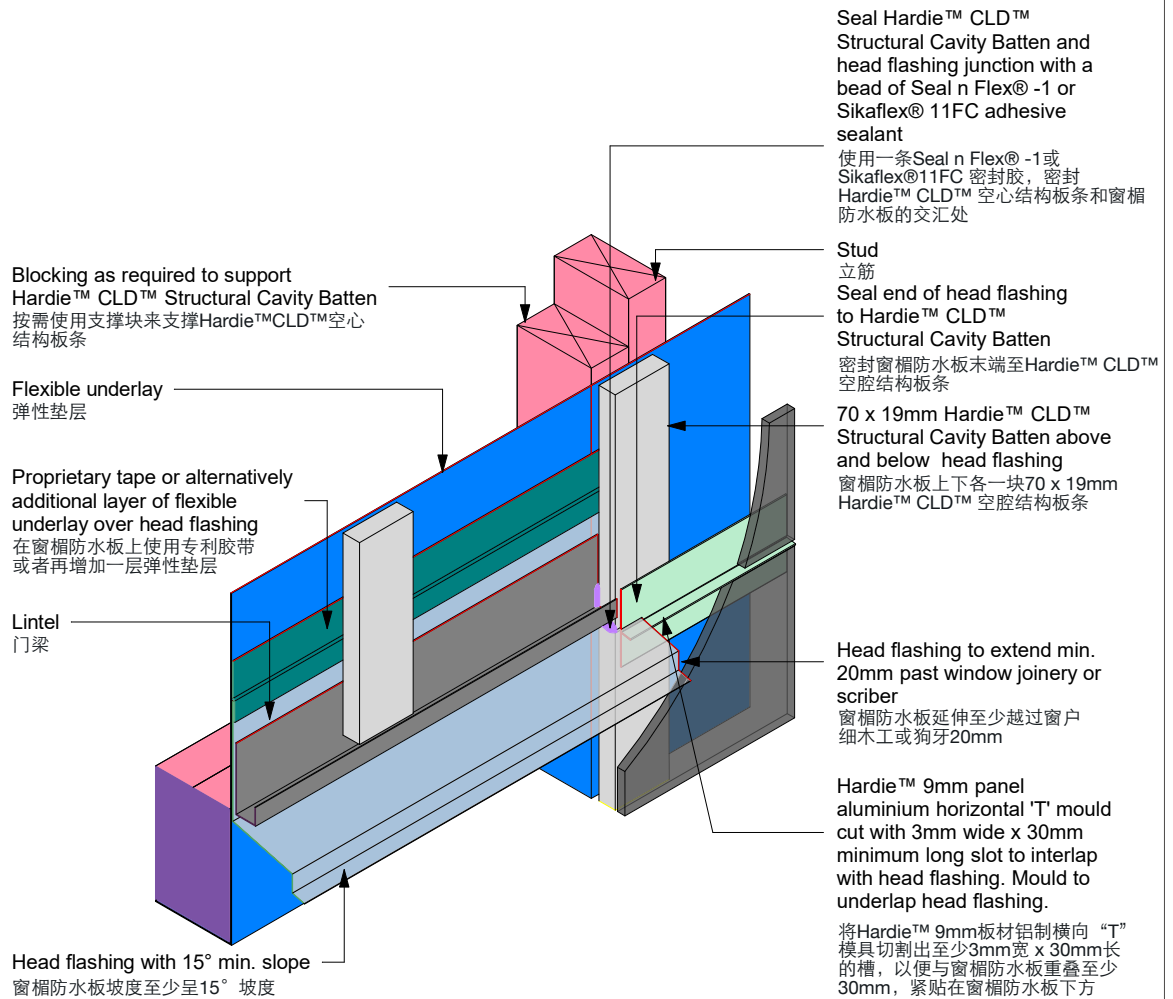 Seal Hardie™ CLD™
Structural Cavity Batten and
head flashing junction with a
bead of Seal n Flex® -1 or
Sikaflex® 11FC adhesive
sealant
使用一条Seal n Flex® -1或
Sikaflex®11FC 密封胶，密封
Hardie™ CLD™ 空心结构板条和窗楣
防水板的交汇处
Stud
立筋
Seal end of head flashing
to Hardie™ CLD™
Structural Cavity Batten
密封窗楣防水板末端至Hardie™ CLD™
空腔结构板条
70 x 19mm Hardie™ CLD™
Structural Cavity Batten above
and below head flashing
窗楣防水板上下各一块70 x 19mm
Hardie™ CLD™ 空腔结构板条
Head flashing to extend min.
20mm past window joinery or
scriber
窗楣防水板延伸至少越过窗户
细木工或狗牙20mm
Hardie™ 9mm panel
aluminium horizontal 'T' mould
cut with 3mm wide x 30mm
minimum long slot to interlap
with head flashing. Mould to
underlap head flashing.
将Hardie™ 9mm板材铝制横向“T”
模具切割出至少3mm宽 x 30mm长
的槽，以便与窗楣防水板重叠至少
30mm，紧贴在窗楣防水板下方
Blocking as required to support
Hardie™ CLD™ Structural Cavity Batten
按需使用支撑块来支撑Hardie™CLD™空心
结构板条
Flexible underlay
弹性垫层
Proprietary tape or alternatively
additional layer of flexible
underlay over head flashing
在窗楣防水板上使用专利胶带
或者再增加一层弹性垫层
Lintel
门梁
Head flashing with 15° min. slope
窗楣防水板坡度至少呈15° 坡度